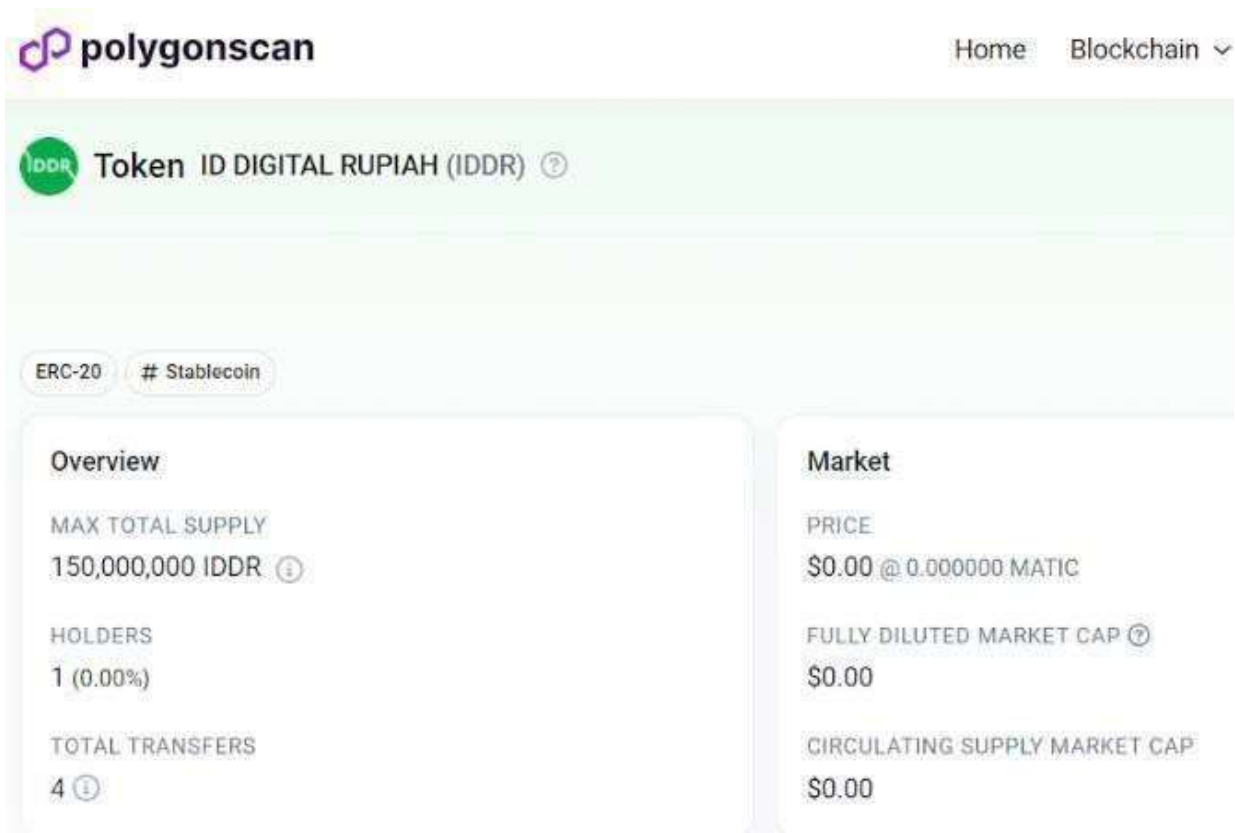 polygonscan Home Blockchain
IDDR Token ID DIGITAL RUPIAH (IDDR)
ERC-20 # Stablecoin
Overview
MAX TOTAL SUPPLY
150,000,000 IDDR
HOLDERS
1 (0.00%)
TOTAL TRANSFERS
4
Market
PRICE
$0.00 @ 0.000000 MATIC
FULLY DILUTED MARKET CAP
$0.00
CIRCULATING SUPPLY MARKET CAP
$0.00